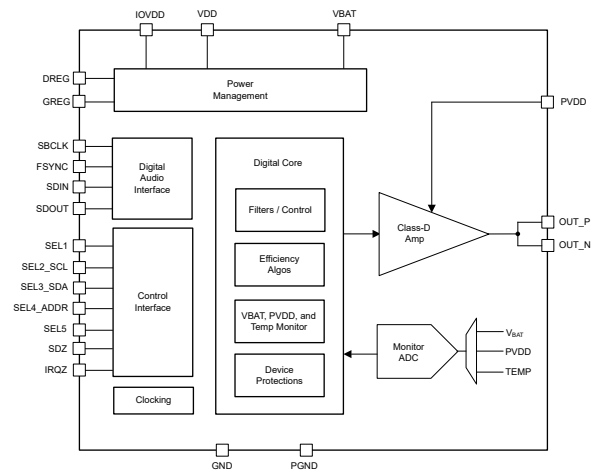 IOVDD
VDD
VBAT
DREG
GREG
Power
Management
PVDD
SBCLK
FSYNC
SDIN
SDOUT
Digital
Audio
Interface
Digital Core
Filters / Control
Efficiency
Algos
VBAT, PVDD, and
Temp Monitor
Device
Protections
Class-D
Amp
OUT_P
OUT_N
SEL1
SEL2_SCL
SEL3_SDA
SEL4_ADDR
SEL5
SDZ
IRQZ
Control
Interface
Clocking
Monitor
ADC
VBAT
PVDD
TEMP
GND
PGND